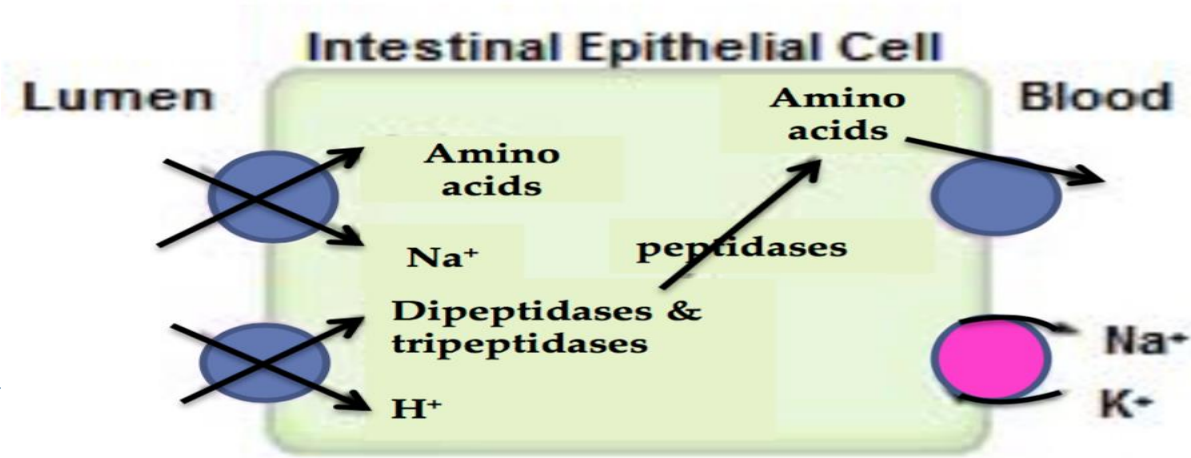 Intestinal Epithelial Cell
Lumen
Blood
Amino
acids
Amino
acids
Na⁺
peptidases
Dipeptidases &
tripeptidases
H⁺
Na⁺
K⁺